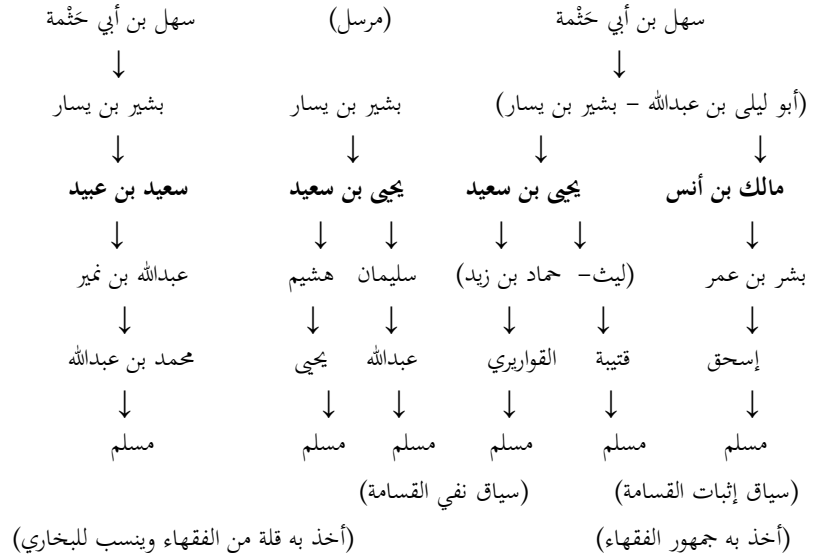 سهل بن أبي حَثْمة (مرسل) سهل بن أبي حَثْمة
↓ ↓
(أبو ليلى بن عبدالله – بشير بن يسار) بشير بن يسار بشير بن يسار
↓ ↓ ↓ ↓
مالك بن أنس يحيى بن سعيد يحيى بن سعيد سعيد بن عبيد
↓ ↓ ↓ ↓ ↓ ↓
بشر بن عمر (ليث– حماد بن زيد) سليمان هشيم عبدالله بن نمير
↓ ↓ ↓ ↓ ↓ ↓
إسحق قتيبة القواريري عبدالله يحيى محمد بن عبدالله
↓ ↓ ↓ ↓ ↓ ↓
مسلم مسلم مسلم مسلم مسلم مسلم
(سياق إثبات القسامة) (سياق نفي القسامة)
(أخذ به جمهور الفقهاء) (أخذ به قلة من الفقهاء وينسب للبخاري)